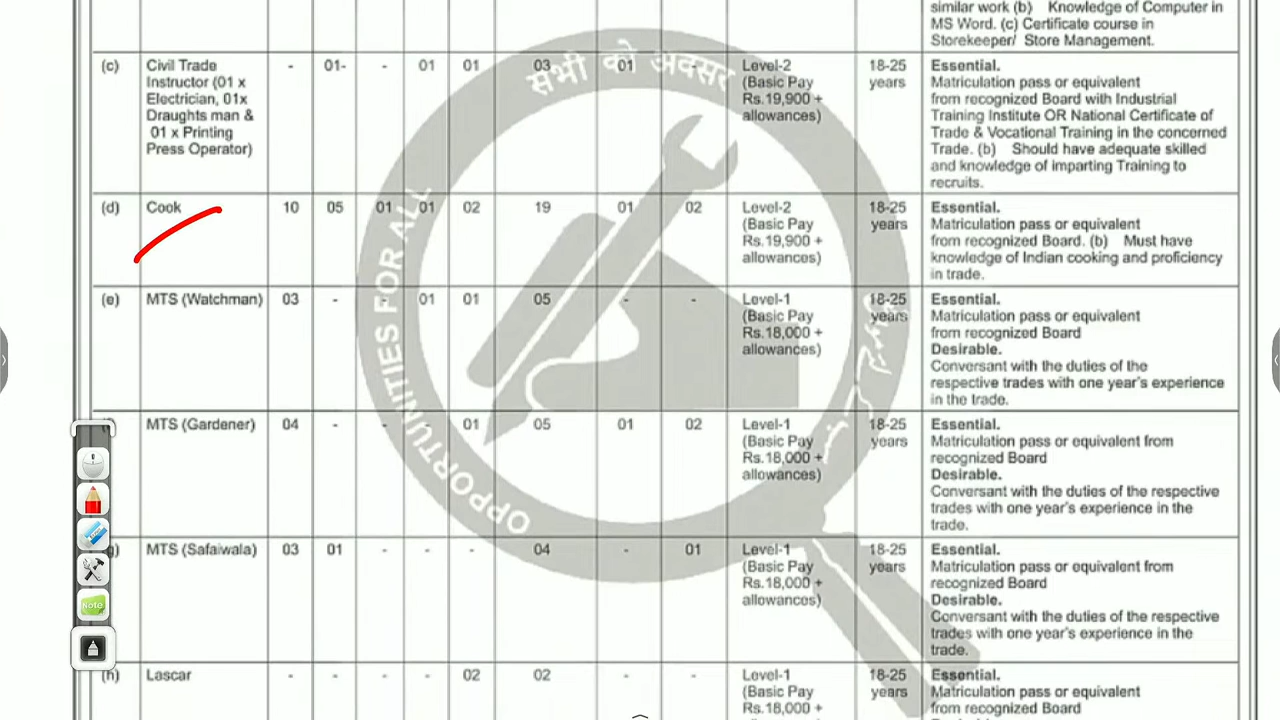 similar work (b) Knowledge of Computer in
MS Word. (c) Certificate course in
Storekeeper/ Store Management.
(c) Civil Trade - 01- - 01 01 03 01 - Level-2 18-25 Essential.
Instructor (01 x (Basic Pay years Matriculation pass or equivalent
Electrician, 01x Rs.19,900 + from recognized Board with Industrial
Draughts man & allowances) Training Institute OR National Certificate of
01 x Printing Trade & Vocational Training in the concerned
Press Operator) Trade. (b) Should have adequate skilled
and knowledge of imparting Training to
recruits.
(d) Cook 10 05 01 01 02 19 01 02 Level-2 18-25 Essential.
(Basic Pay years Matriculation pass or equivalent
Rs.19,900 + from recognized Board. (b) Must have
allowances) knowledge of Indian cooking and proficiency
in trade.
(e) MTS (Watchman) 03 - - 01 01 05 - - Level-1 18-25 Essential.
(Basic Pay years Matriculation pass or equivalent
Rs.18,000 + from recognized Board
allowances) Desirable.
Conversant with the duties of the
respective trades with one year's experience
in the trade.
MTS (Gardener) 04 - - - 01 05 01 02 Level-1 18-25 Essential.
(Basic Pay years Matriculation pass or equivalent from
Rs.18,000 + recognized Board
allowances) Desirable.
Conversant with the duties of the respective
trades with one year's experience in the
trade.
MTS (Safaiwala) 03 01 - - - 04 - 01 Level-1 18-25 Essential.
(Basic Pay years Matriculation pass or equivalent from
Rs.18,000 + recognized Board
allowances) Desirable.
Conversant with the duties of the respective
trades with one year's experience in the
trade.
(h) Lascar - - - - 02 02 - - Level-1 18-25 Essential.
(Basic Pay years Matriculation pass or equivalent
Rs.18,000 + from recognized Board
सभी को अवसर
OPPORTUNITIES FOR ALL
Note